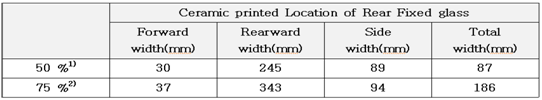 Ceramic printed Location of Rear Fixed glass
Forward width(mm) Rearward width(mm) Side width(mm) Total width(mm)
50 %1) 30 245 89 87
75 %2) 37 343 94 186